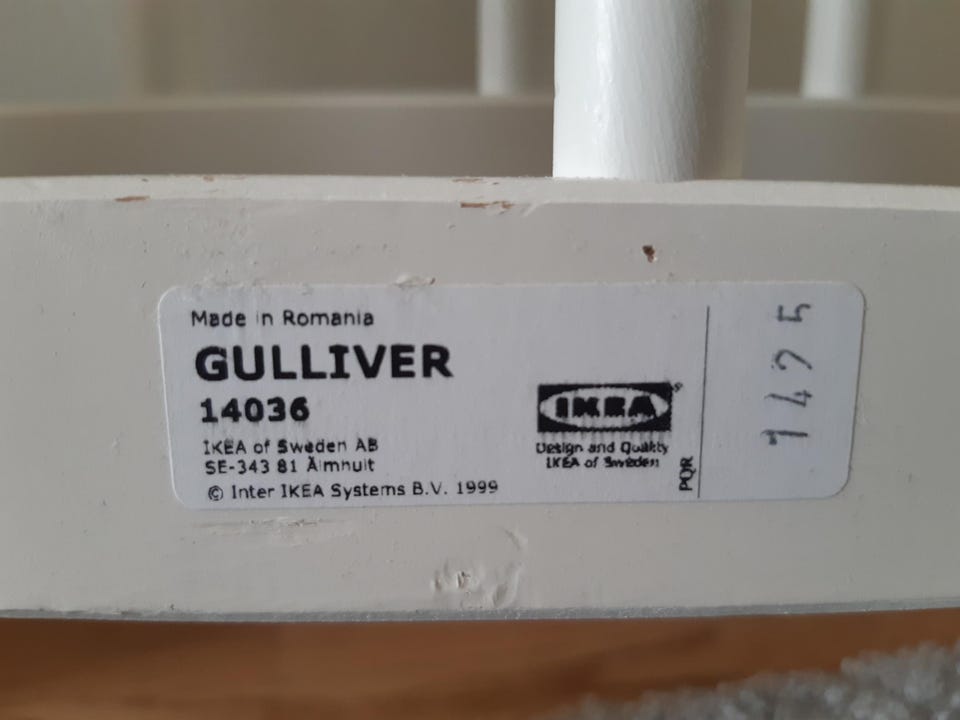 Made in Romania
GULLIVER
14036
IKEA of Sweden AB
SE-343 81 Älmhult
© Inter IKEA Systems B.V. 1999
IKEA®
Design and Quality
IKEA of Sweden
PQR
1425